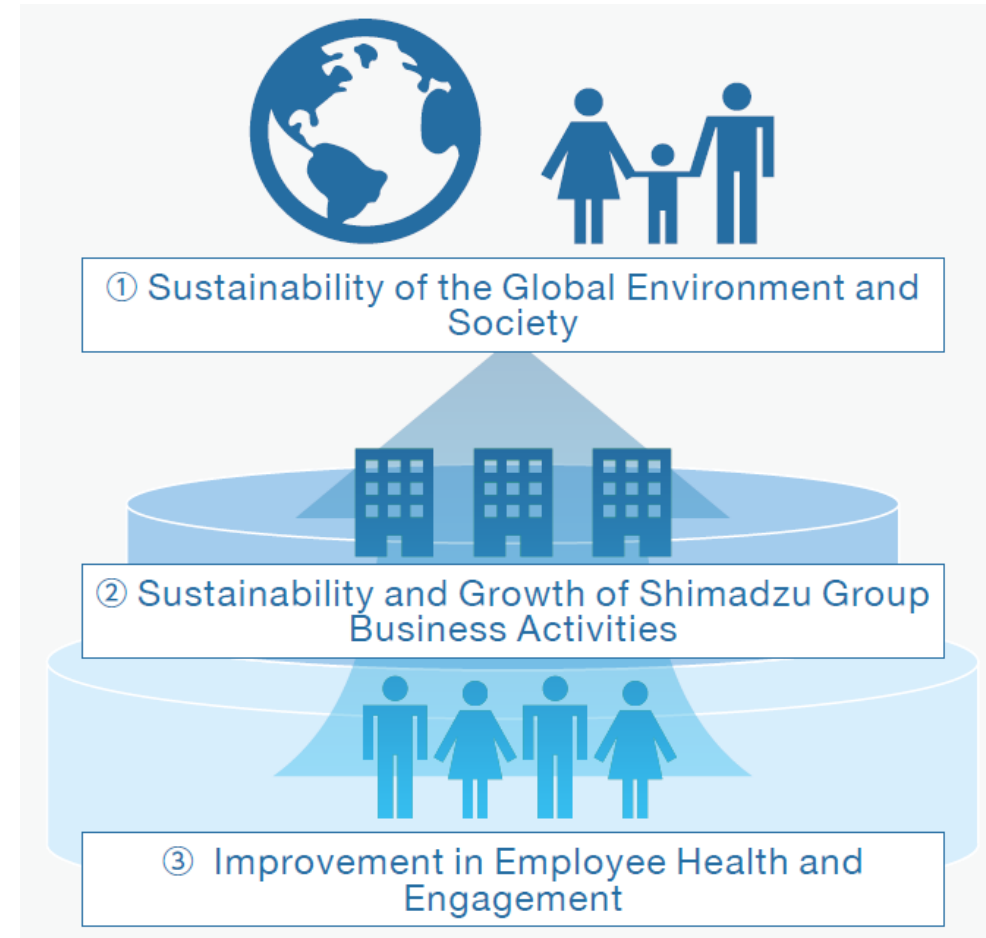 ① Sustainability of the Global Environment and
Society
② Sustainability and Growth of Shimadzu Group
Business Activities
③ Improvement in Employee Health and
Engagement